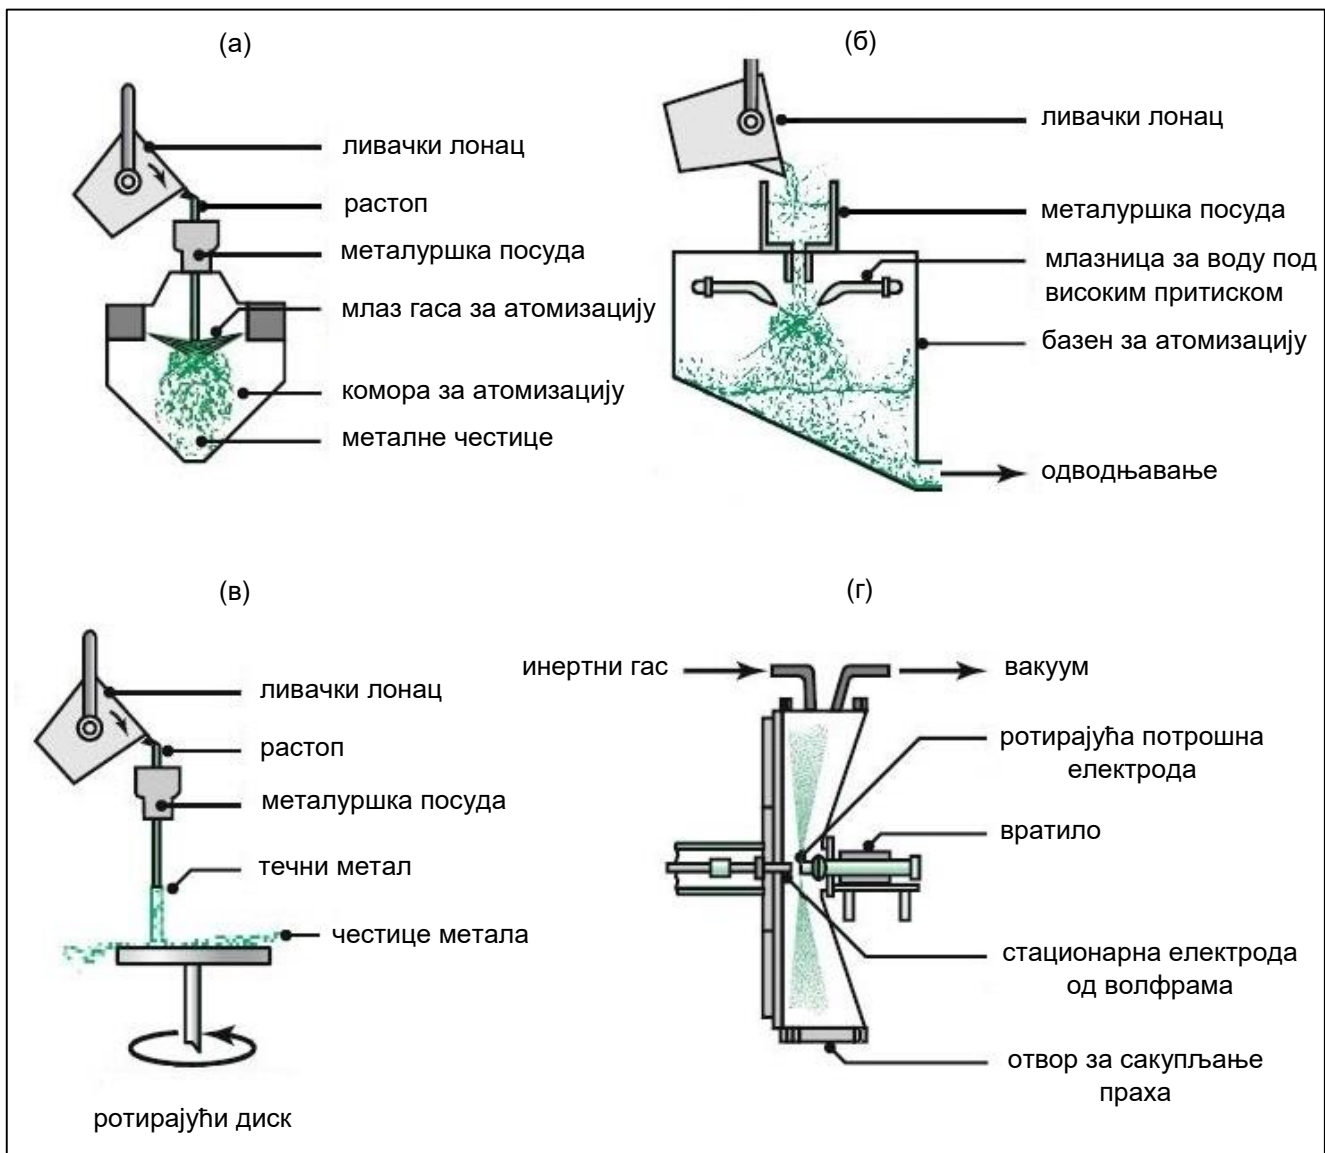 (а)
ливачки лонац
растоп
металуршка посуда
млаз гаса за атомизацију
комора за атомизацију
металне честице
(б)
ливачки лонац
металуршка посуда
млазница за воду под
високим притиском
базен за атомизацију
одводњавање
(в)
ливачки лонац
растоп
металуршка посуда
течни метал
честице метала
ротирајући диск
(г)
инертни гас
вакуум
ротирајућа потрошна
електрода
вратило
стационарна електрода
од волфрама
отвор за сакупљање
праха